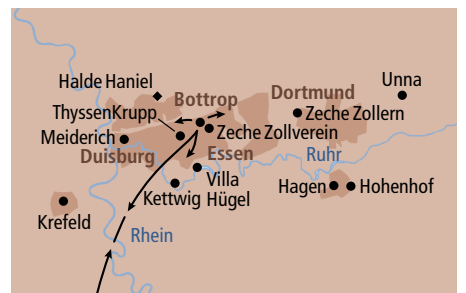 Unna
Halde Haniel
Dortmund
Bottrop
ThyssenKrupp
Zeche Zollern
Meiderich
Zeche Zollverein
Duisburg
Essen
Ruhr
Villa
Hügel
Kettwig
Hagen
Hohenhof
Krefeld
Rhein